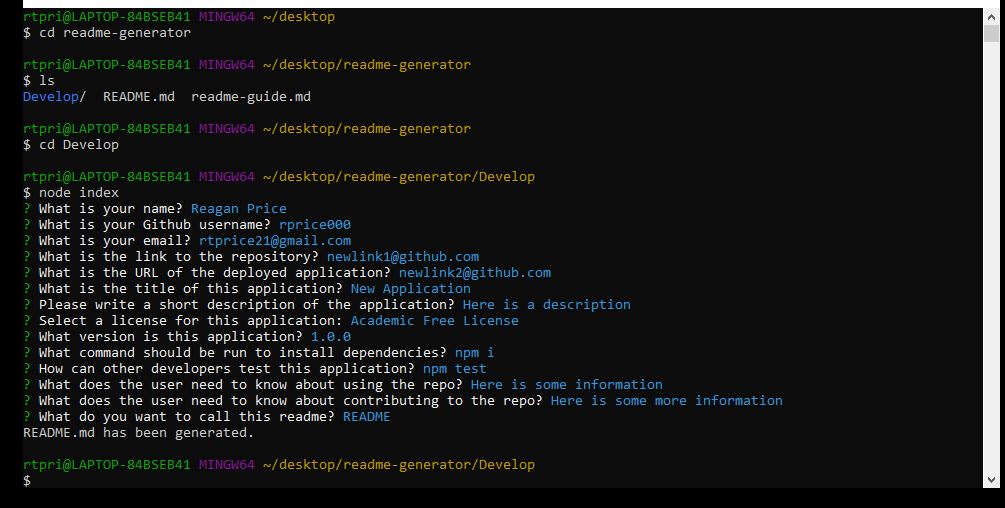 rtpri@LAPTOP-84BSEB41 MINGW64 ~/desktop
$ cd readme-generator
rtpri@LAPTOP-84BSEB41 MINGW64 ~/desktop/readme-generator
$ ls
Develop/  README.md  readme-guide.md
rtpri@LAPTOP-84BSEB41 MINGW64 ~/desktop/readme-generator
$ cd Develop
rtpri@LAPTOP-84BSEB41 MINGW64 ~/desktop/readme-generator/Develop
$ node index
? What is your name? Reagan Price
? What is your Github username? rprice000
? What is your email? rtprice21@gmail.com
? What is the link to the repository? newlink1@github.com
? What is the URL of the deployed application? newlink2@github.com
? What is the title of this application? New Application
? Please write a short description of the application? Here is a description
? Select a license for this application: Academic Free License
? What version is this application? 1.0.0
? What command should be run to install dependencies? npm i
? How can other developers test this application? npm test
? What does the user need to know about using the repo? Here is some information
? What does the user need to know about contributing to the repo? Here is some more information
? What do you want to call this readme? README
README.md has been generated.
rtpri@LAPTOP-84BSEB41 MINGW64 ~/desktop/readme-generator/Develop
$